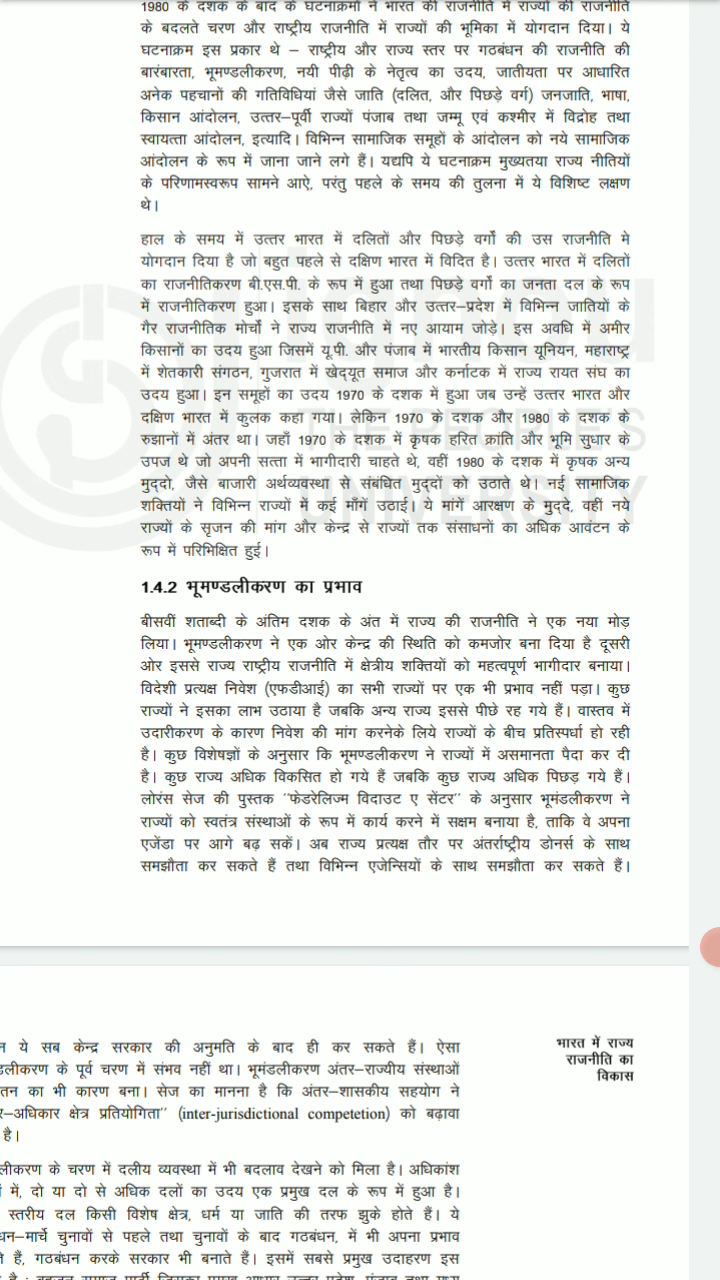 1980 के दशक के बाद के घटनाक्रमों ने भारत की राजनीति में राज्यों की राजनीति
के बदलते चरण और राष्ट्रीय राजनीति में राज्यों की भूमिका में योगदान दिया। ये
घटनाक्रम इस प्रकार थे – राष्ट्रीय और राज्य स्तर पर गठबंधन की राजनीति की
बारंबारता, भूमण्डलीकरण, नयी पीढ़ी के नेतृत्व का उदय, जातीयता पर आधारित
अनेक पहचानों की गतिविधियां जैसे जाति (दलित, और पिछड़े वर्ग) जनजाति, भाषा,
किसान आंदोलन, उत्तर–पूर्वी राज्यों पंजाब तथा जम्मू एवं कश्मीर में विद्रोह तथा
स्वायत्ता आंदोलन, इत्यादि। विभिन्न सामाजिक समूहों के आंदोलन को नये सामाजिक
आंदोलन के रूप में जाना जाने लगे हैं। यद्यपि ये घटनाक्रम मुख्यतया राज्य नीतियों
के परिणामस्वरूप सामने आऐ, परंतु पहले के समय की तुलना में ये विशिष्ट लक्षण
थे।
हाल के समय में उत्तर भारत में दलितों और पिछड़े वर्गों की उस राजनीति मे
योगदान दिया है जो बहुत पहले से दक्षिण भारत में विदित है। उत्तर भारत में दलितों
का राजनीतिकरण बी.एस.पी. के रूप में हुआ तथा पिछड़े वर्गों का जनता दल के रूप
में राजनीतिकरण हुआ। इसके साथ बिहार और उत्तर–प्रदेश में विभिन्न जातियों के
गैर राजनीतिक मोर्चों ने राज्य राजनीति में नए आयाम जोड़े। इस अवधि में अमीर
किसानों का उदय हुआ जिसमें यू.पी. और पंजाब में भारतीय किसान यूनियन, महाराष्ट्र
में शेतकारी संगठन, गुजरात में खेद्यूत समाज और कर्नाटक में राज्य रायत संघ का
उदय हुआ। इन समूहों का उदय 1970 के दशक में हुआ जब उन्हें उत्तर भारत और
दक्षिण भारत में कुलक कहा गया। लेकिन 1970 के दशक और 1980 के दशक के
रुझानों में अंतर था। जहाँ 1970 के दशक में कृषक हरित क्रांति और भूमि सुधार के
उपज थे जो अपनी सत्ता में भागीदारी चाहते थे, वहीं 1980 के दशक में कृषक अन्य
मुद्दो, जैसे बाजारी अर्थव्यवस्था से संबंधित मुद्दों को उठाते थे। नई सामाजिक
शक्तियों ने विभिन्न राज्यों में कई माँगें उठाई। ये मांगें आरक्षण के मुद्दे, वहीं नये
राज्यों के सृजन की मांग और केन्द्र से राज्यों तक संसाधनों का अधिक आवंटन के
रूप में परिभिक्षित हुई।
ignou
THE PEOPLE'S
UNIVERSITY
1.4.2 भूमण्डलीकरण का प्रभाव
बीसवीं शताब्दी के अंतिम दशक के अंत में राज्य की राजनीति ने एक नया मोड़
लिया। भूमण्डलीकरण ने एक ओर केन्द्र की स्थिति को कमजोर बना दिया है दूसरी
ओर इससे राज्य राष्ट्रीय राजनीति में क्षेत्रीय शक्तियों को महत्वपूर्ण भागीदार बनाया।
विदेशी प्रत्यक्ष निवेश (एफडीआई) का सभी राज्यों पर एक भी प्रभाव नहीं पड़ा। कुछ
राज्यों ने इसका लाभ उठाया है जबकि अन्य राज्य इससे पीछे रह गये हैं। वास्तव में
उदारीकरण के कारण निवेश की मांग करनेके लिये राज्यों के बीच प्रतिस्पर्धा हो रही
है। कुछ विशेषज्ञों के अनुसार कि भूमण्डलीकरण ने राज्यों में असमानता पैदा कर दी
है। कुछ राज्य अधिक विकसित हो गये हैं जबकि कुछ राज्य अधिक पिछड़ गये हैं।
लोरंस सेज की पुस्तक "फेडरेलिज्म विदाउट ए सेंटर" के अनुसार भूमंडलीकरण ने
राज्यों को स्वतंत्र संस्थाओं के रूप में कार्य करने में सक्षम बनाया है, ताकि वे अपना
एजेंडा पर आगे बढ़ सकें। अब राज्य प्रत्यक्ष तौर पर अंतर्राष्ट्रीय डोनर्स के साथ
समझौता कर सकते हैं तथा विभिन्न एजेन्सियों के साथ समझौता कर सकते हैं।
भारत में राज्य
राजनीति का
विकास
न ये सब केन्द्र सरकार की अनुमति के बाद ही कर सकते हैं। ऐसा
डलीकरण के पूर्व चरण में संभव नहीं था। भूमंडलीकरण अंतर–राज्यीय संस्थाओं
तन का भी कारण बना। सेज का मानना है कि अंतर–शासकीय सहयोग ने
र–अधिकार क्षेत्र प्रतियोगिता" (inter-jurisdictional competetion) को बढ़ावा
है।
लीकरण के चरण में दलीय व्यवस्था में भी बदलाव देखने को मिला है। अधिकांश
में, दो या दो से अधिक दलों का उदय एक प्रमुख दल के रूप में हुआ है।
स्तरीय दल किसी विशेष क्षेत्र, धर्म या जाति की तरफ झुके होते हैं। ये
धन–मार्चे चुनावों से पहले तथा चुनावों के बाद गठबंधन, में भी अपना प्रभाव
हैं, गठबंधन करके सरकार भी बनाते हैं। इसमें सबसे प्रमुख उदाहरण इस